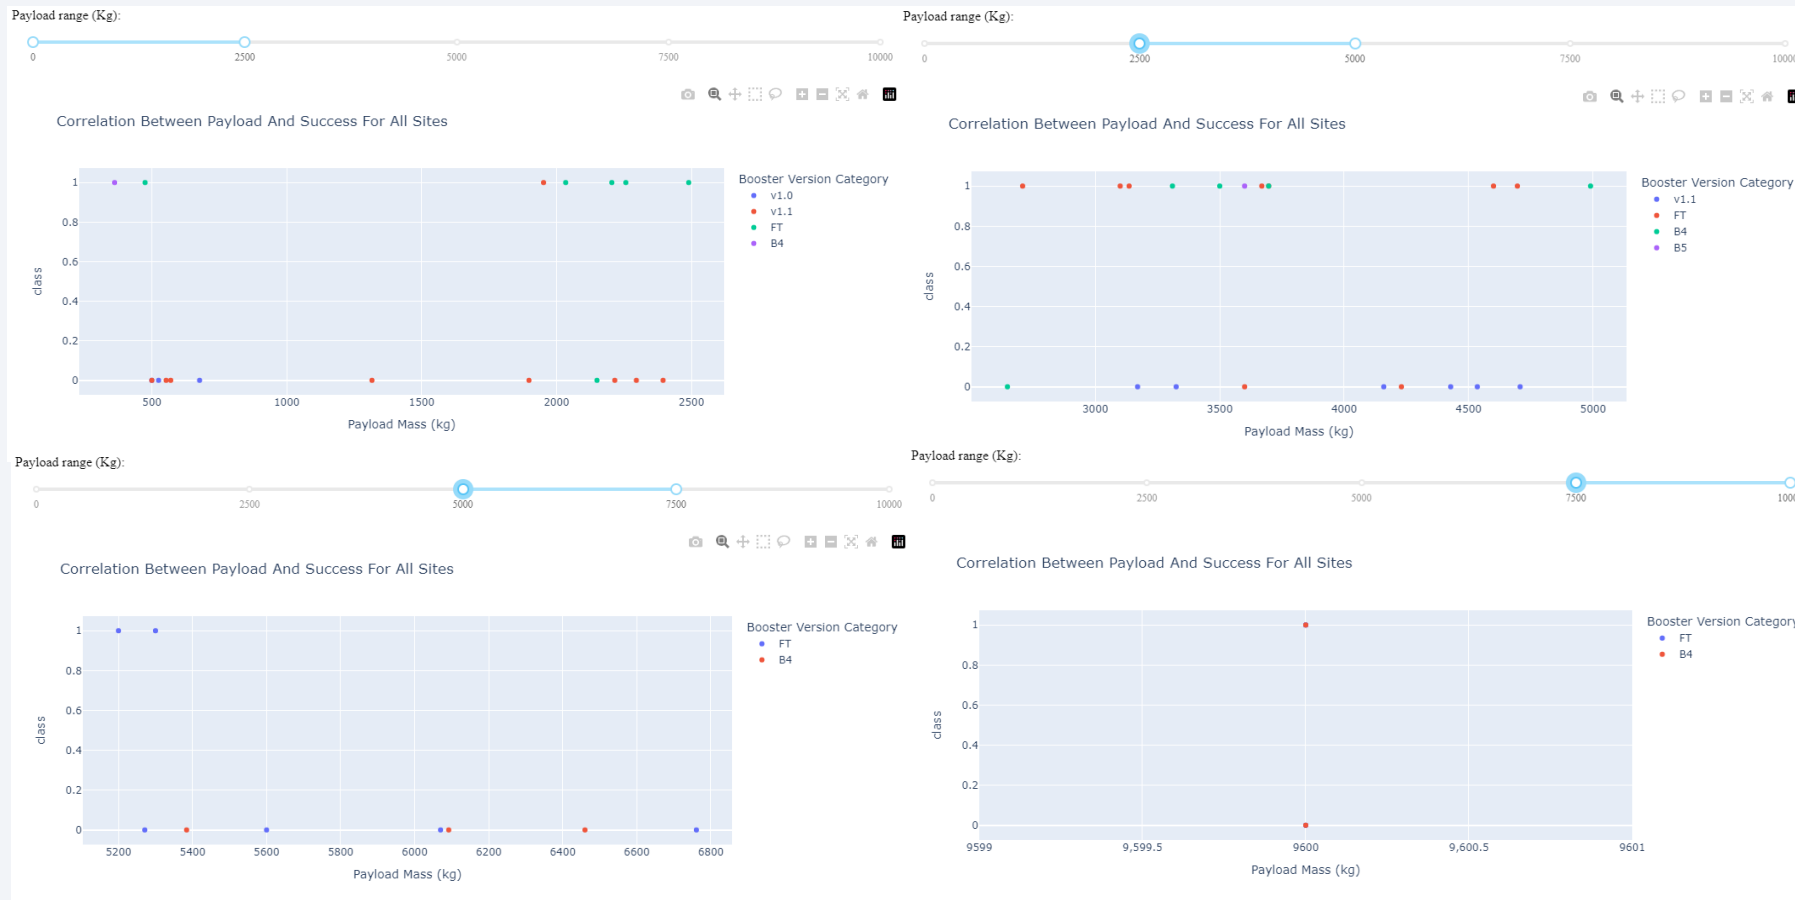 Payload range (Kg):
0 2500 5000 7500 10000
Correlation Between Payload And Success For All Sites
Booster Version Category
v1.0
v1.1
FT
B4
class
1
0.8
0.6
0.4
0.2
0
500 1000 1500 2000 2500
Payload Mass (kg)
Payload range (Kg):
0 2500 5000 7500 10000
Correlation Between Payload And Success For All Sites
Booster Version Category
v1.1
FT
B4
B5
class
1
0.8
0.6
0.4
0.2
0
3000 3500 4000 4500 5000
Payload Mass (kg)
Payload range (Kg):
0 2500 5000 7500 10000
Correlation Between Payload And Success For All Sites
Booster Version Category
FT
B4
class
1
0.8
0.6
0.4
0.2
0
5200 5400 5600 5800 6000 6200 6400 6600 6800
Payload Mass (kg)
Payload range (Kg):
0 2500 5000 7500 1000
Correlation Between Payload And Success For All Sites
Booster Version Category
FT
B4
class
1
0.8
0.6
0.4
0.2
0
9599 9,599.5 9600 9,600.5 9601
Payload Mass (kg)